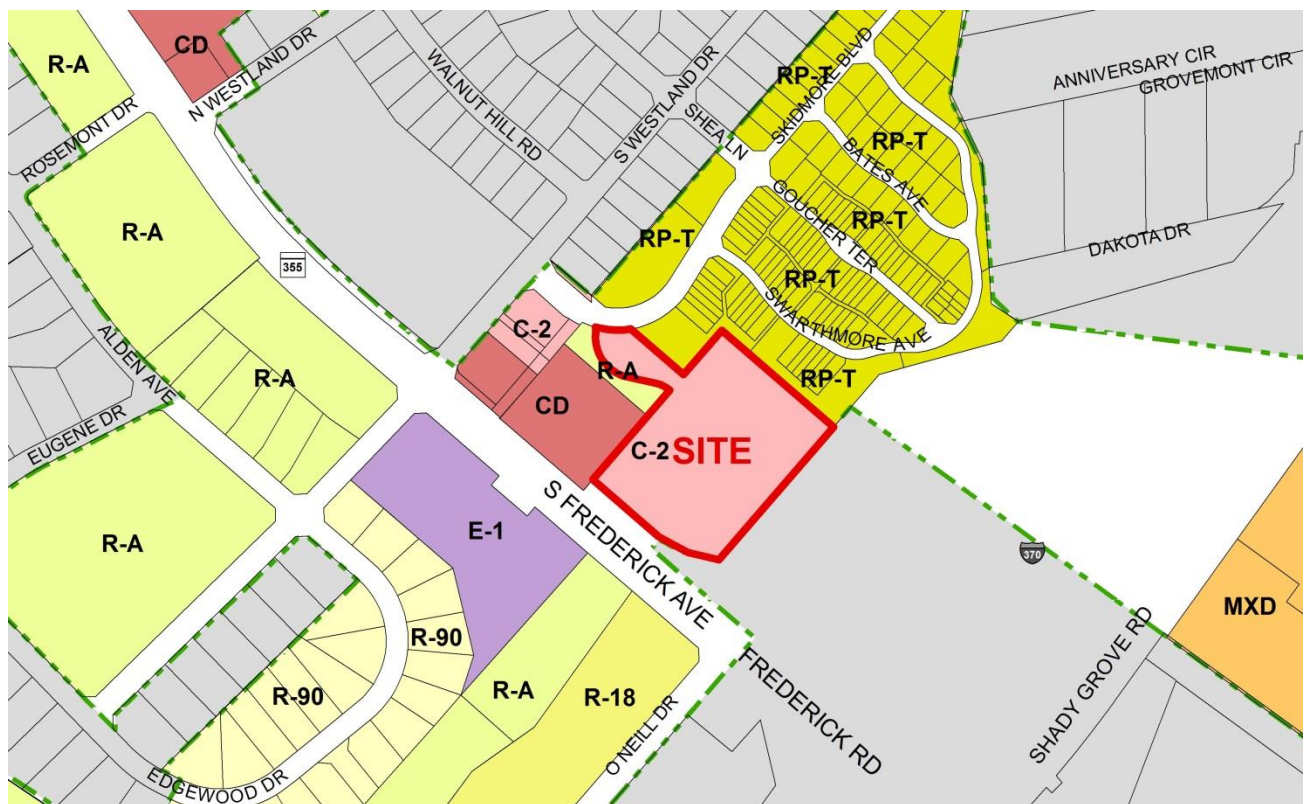 CD
R-A
N WESTLAND DR
ROSEMONT DR
WALNUT HILL RD
S WESTLAND DR
SHEA LN
RP-T
SKIDMORE BLVD
RP-T
BATES AVE
ANNIVERSARY CIR
GROVEMONT CIR
R-A
355
RP-T
GOUCHER TER
RP-T
DAKOTA DR
RP-T
SWARTHMORE AVE
C-2
R-A
RP-T
ALDEN AVE
R-A
EUGENE DR
CD
C-2
SITE
R-A
E-1
S FREDERICK AVE
370
MXD
R-90
R-90
R-A
R-18
O NEILL DR
FREDERICK RD
SHADY GROVE RD
EDGEWOOD DR